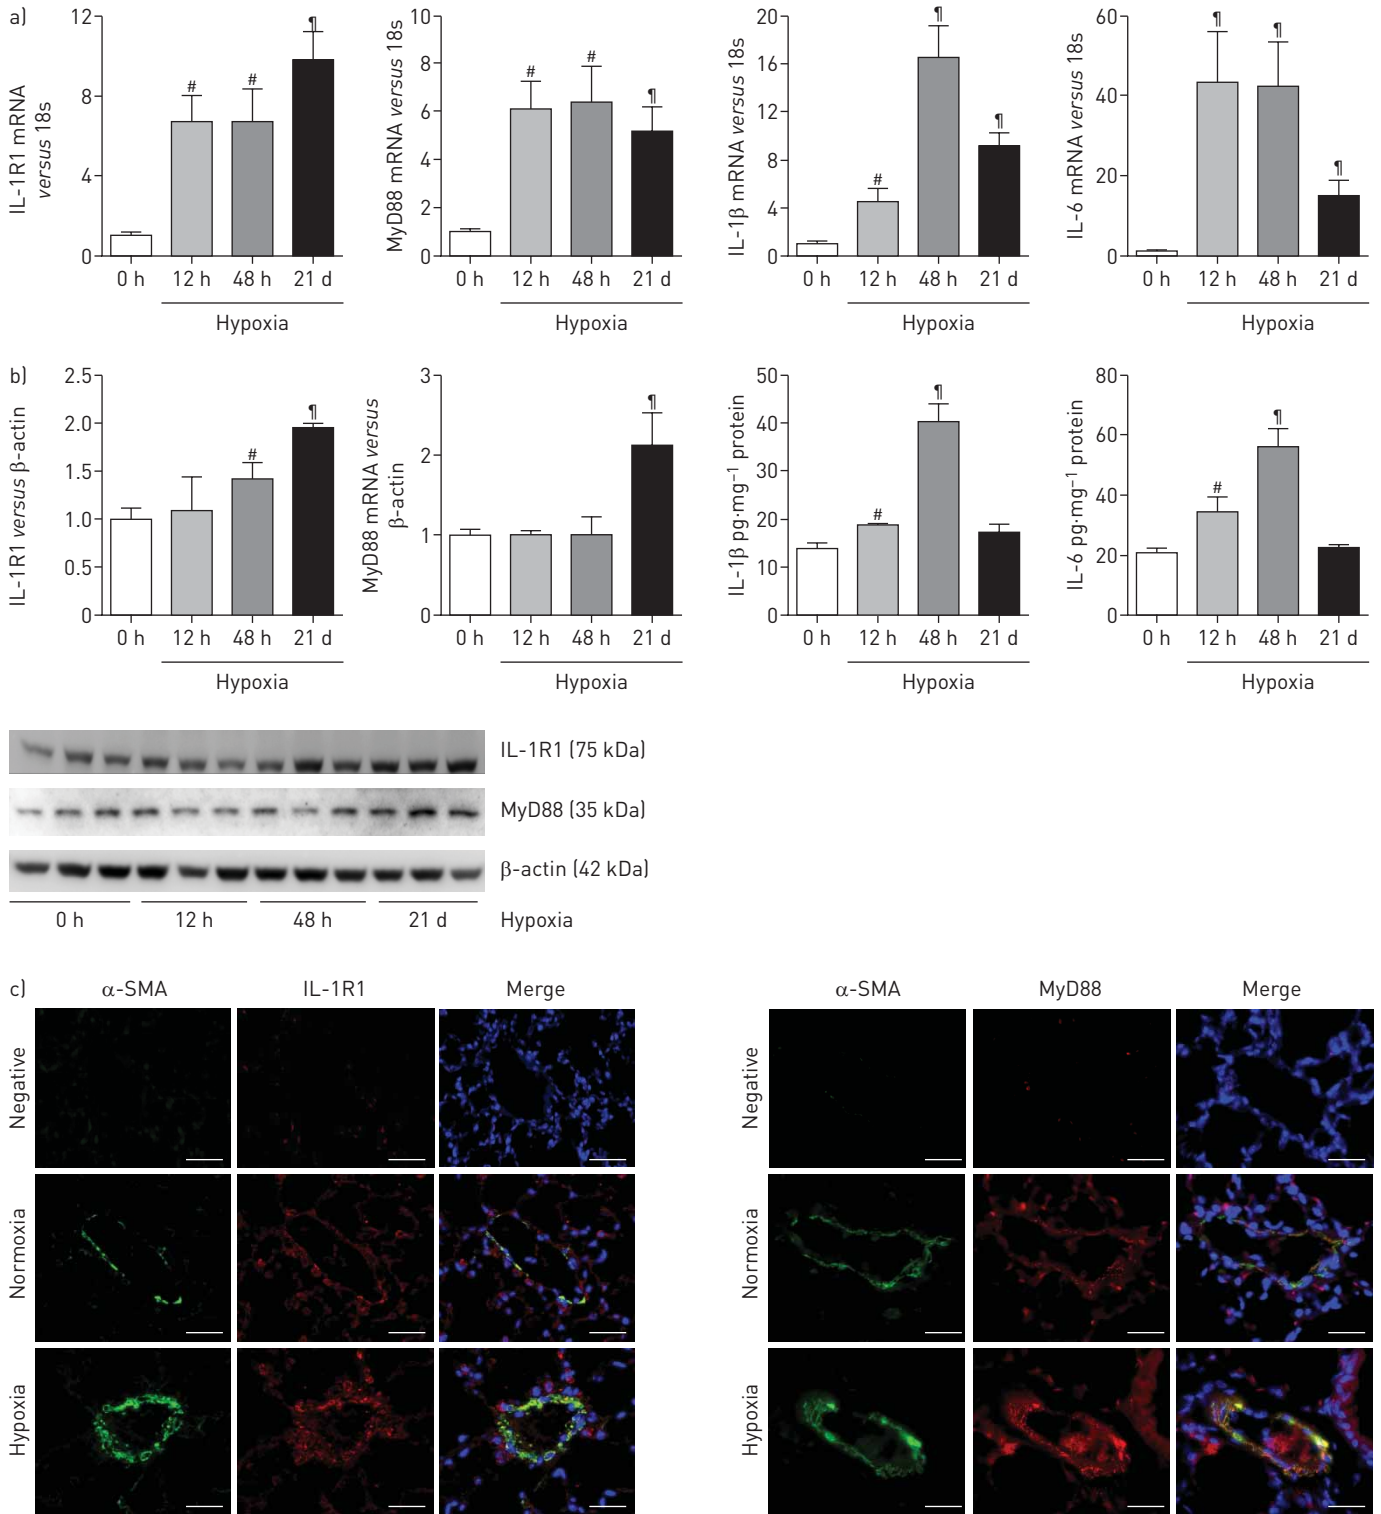 a)
IL-1R1 mRNA
versus 18s
12
8
4
0
#
#
¶
0 h
12 h
48 h
21 d
Hypoxia
MyD88 mRNA versus 18s
10
8
6
4
2
0
#
#
¶
0 h
12 h
48 h
21 d
Hypoxia
IL-1β mRNA versus 18s
20
16
12
8
4
0
#
¶
¶
0 h
12 h
48 h
21 d
Hypoxia
IL-6 mRNA versus 18s
60
40
20
0
¶
¶
¶
0 h
12 h
48 h
21 d
Hypoxia
b)
IL-1R1 versus β-actin
2.5
2.0
1.5
1.0
0.5
0
#
¶
0 h
12 h
48 h
21 d
Hypoxia
MyD88 mRNA versus
β-actin
3
2
1
0
¶
0 h
12 h
48 h
21 d
Hypoxia
IL-1β pg·mg⁻¹ protein
50
40
30
20
10
0
#
¶
0 h
12 h
48 h
21 d
Hypoxia
IL-6 pg·mg⁻¹ protein
80
60
40
20
0
#
¶
0 h
12 h
48 h
21 d
Hypoxia
IL-1R1 (75 kDa)
MyD88 (35 kDa)
β-actin (42 kDa)
0 h
12 h
48 h
21 d
Hypoxia
c)
α-SMA
IL-1R1
Merge
Negative
Normoxia
Hypoxia
α-SMA
MyD88
Merge
Negative
Normoxia
Hypoxia